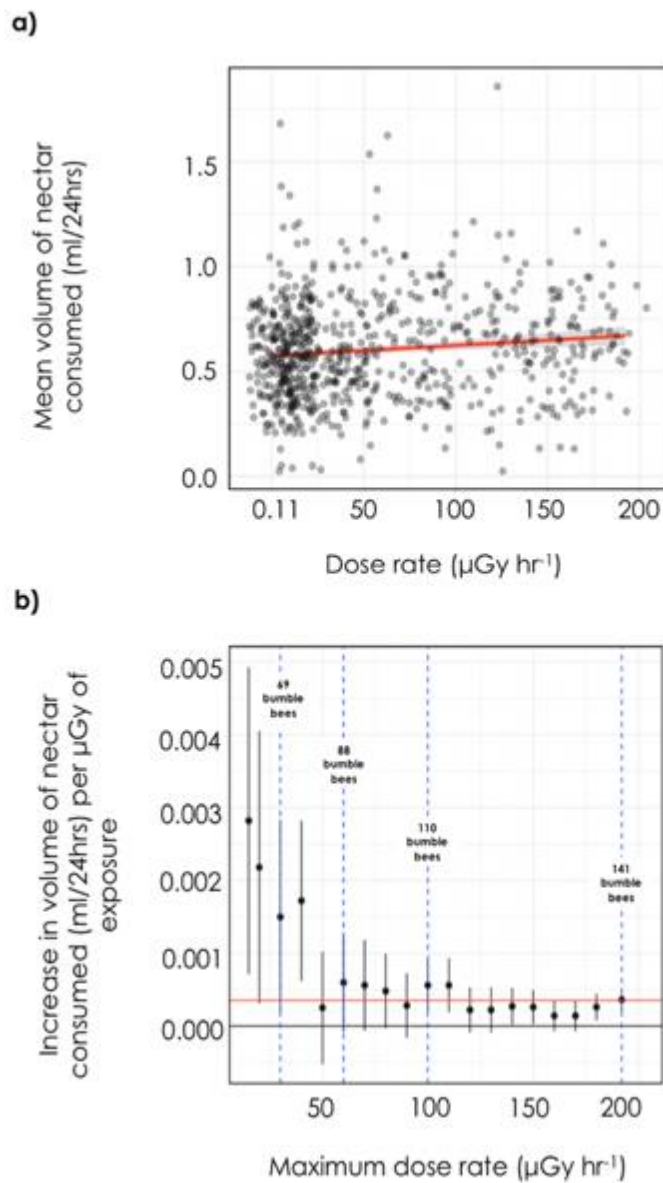 a)
Mean volume of nectar
consumed (ml/24hrs)
1.5
1.0
0.5
0.0
0.11 50 100 150 200
Dose rate (µGy hr-1)
b)
Increase in volume of nectar
consumed (ml/24hrs) per µGy of
exposure
0.005
0.004
0.003
0.002
0.001
0.000
69
bumble
bees
88
bumble
bees
110
bumble
bees
141
bumble
bees
50 100 150 200
Maximum dose rate (µGy hr-1)